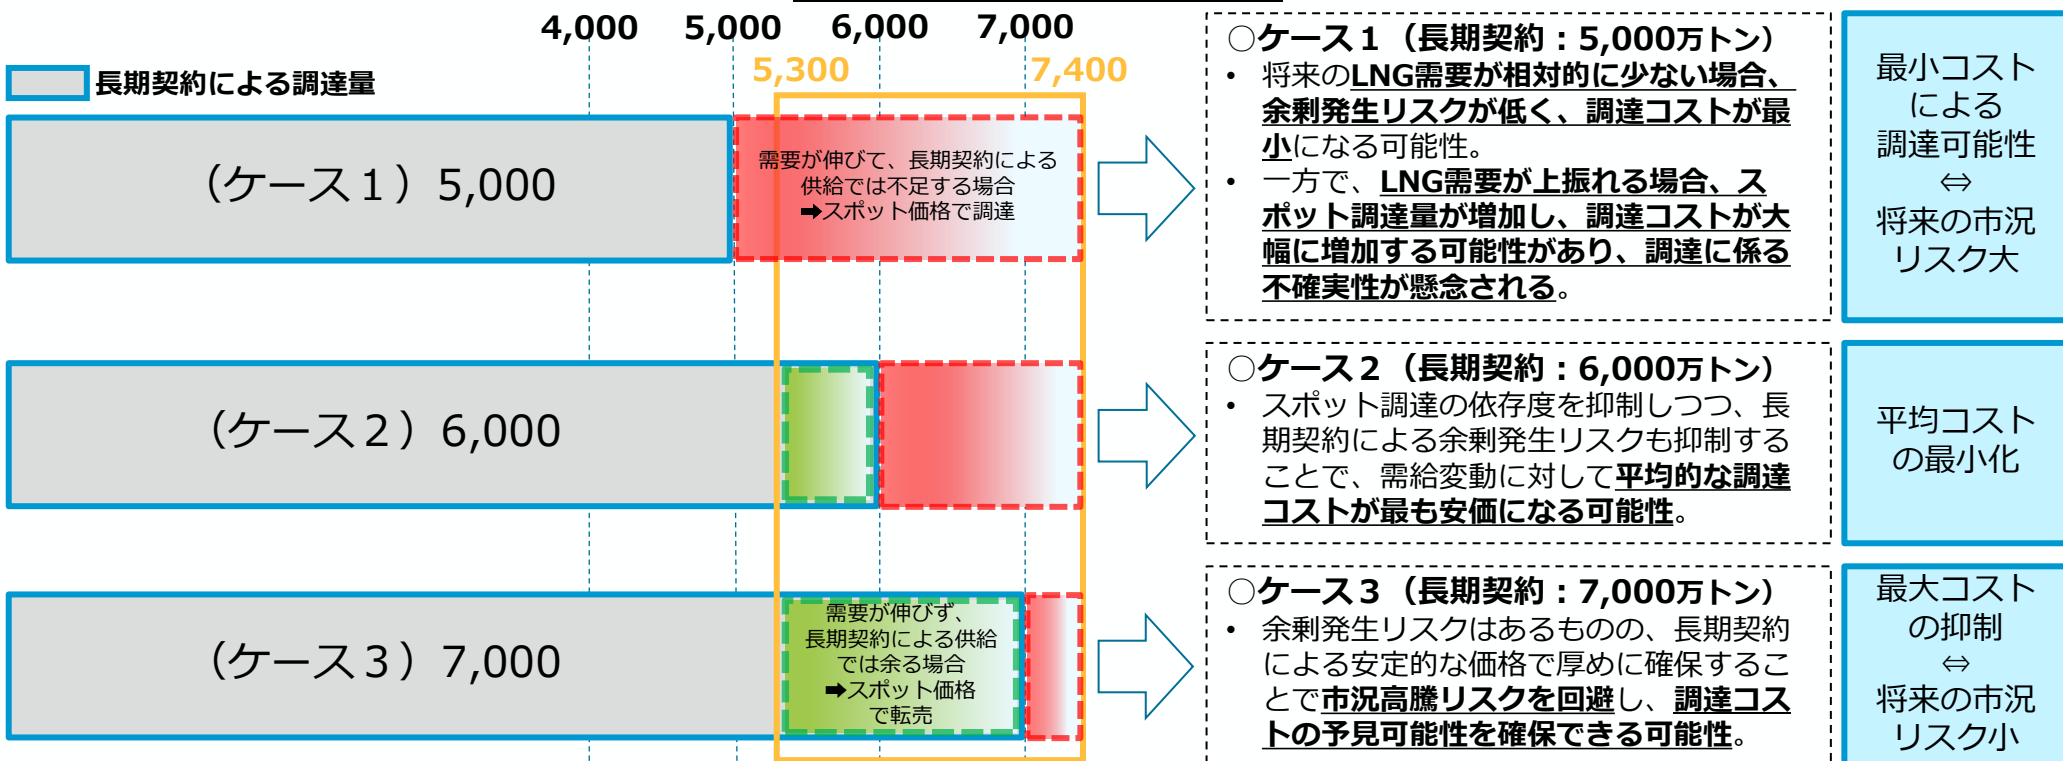 4,000 5,000 6,000 7,000
5,300 7,400
長期契約による調達量
（ケース１）5,000
需要が伸びて、長期契約による
供給では不足する場合
➡スポット価格で調達
○ケース１（長期契約：5,000万トン）
• 将来のLNG需要が相対的に少ない場合、
余剰発生リスクが低く、調達コストが最
小になる可能性。
• 一方で、LNG需要が上振れる場合、ス
ポット調達量が増加し、調達コストが大
幅に増加する可能性があり、調達に係る
不確実性が懸念される。
最小コスト
による
調達可能性
⇔
将来の市況
リスク大
（ケース２）6,000
○ケース２（長期契約：6,000万トン）
• スポット調達の依存度を抑制しつつ、長
期契約による余剰発生リスクも抑制する
ことで、需給変動に対して平均的な調達
コストが最も安価になる可能性。
平均コスト
の最小化
（ケース３）7,000
需要が伸びず、
長期契約による供給
では余る場合
➡スポット価格
で転売
○ケース３（長期契約：7,000万トン）
• 余剰発生リスクはあるものの、長期契約
による安定的な価格で厚めに確保するこ
とで市況高騰リスクを回避し、調達コス
トの予見可能性を確保できる可能性。
最大コスト
の抑制
⇔
将来の市況
リスク小